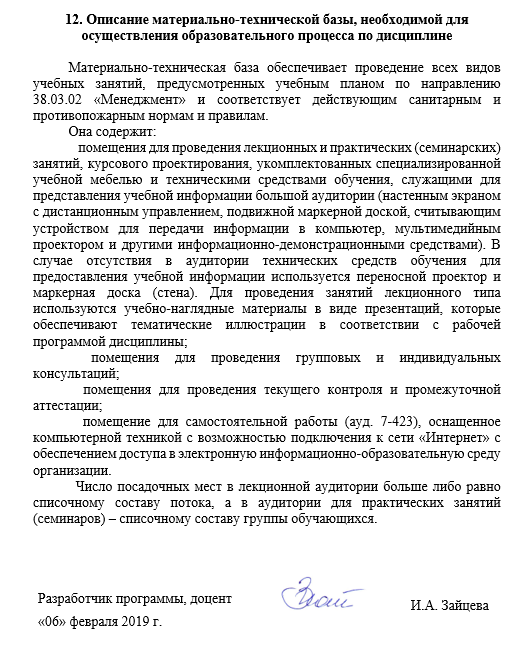 12. Описание материально-технической базы, необходимой для
осуществления образовательного процесса по дисциплине
Материально-техническая база обеспечивает проведение всех видов
учебных занятий, предусмотренных учебным планом по направлению
38.03.02 «Менеджмент» и соответствует действующим санитарным и
противопожарным нормам и правилам.
Она содержит:
помещения для проведения лекционных и практических (семинарских)
занятий, курсового проектирования, укомплектованных специализированной
учебной мебелью и техническими средствами обучения, служащими для
представления учебной информации большой аудитории (настенным экраном
с дистанционным управлением, подвижной маркерной доской, считывающим
устройством для передачи информации в компьютер, мультимедийным
проектором и другими информационно-демонстрационными средствами). В
случае отсутствия в аудитории технических средств обучения для
предоставления учебной информации используется переносной проектор и
маркерная доска (стена). Для проведения занятий лекционного типа
используются учебно-наглядные материалы в виде презентаций, которые
обеспечивают тематические иллюстрации в соответствии с рабочей
программой дисциплины;
помещения для проведения групповых и индивидуальных
консультаций;
помещения для проведения текущего контроля и промежуточной
аттестации;
помещение для самостоятельной работы (ауд. 7-423), оснащенное
компьютерной техникой с возможностью подключения к сети «Интернет» с
обеспечением доступа в электронную информационно-образовательную среду
организации.
Число посадочных мест в лекционной аудитории больше либо равно
списочному составу потока, а в аудитории для практических занятий
(семинаров) – списочному составу группы обучающихся.
Разработчик программы, доцент
И.А. Зайцева
«06» февраля 2019 г.